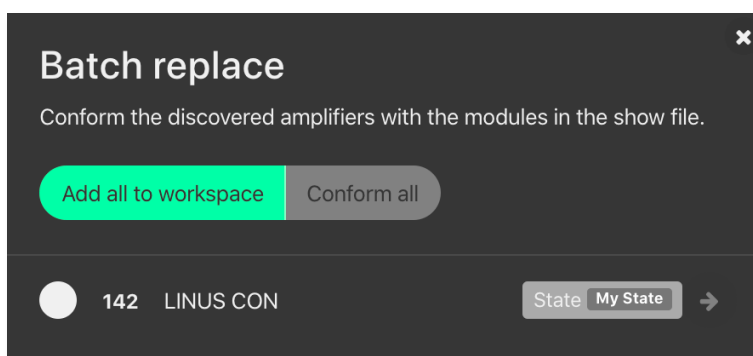 Batch replace
Conform the discovered amplifiers with the modules in the show file.
Add all to workspace Conform all
142 LINUS CON State My State